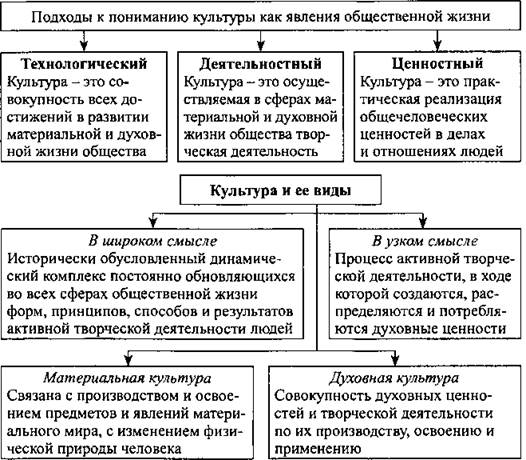 Подходы к пониманию культуры как явления общественной жизни
Технологический
Культура – это со-
вокупность всех до-
стижений в развитии
материальной и духов-
ной жизни общества
Деятельностный
Культура – это осуще-
ствляемая в сферах ма-
териальной и духовной
жизни общества твор-
ческая деятельность
Ценностный
Культура – это прак-
тическая реализация
общечеловеческих
ценностей в делах
и отношениях людей
Культура и ее виды
В широком смысле
Исторически обусловленный динамиче-
ский комплекс постоянно обновляющихся
во всех сферах общественной жизни
форм, принципов, способов и результатов
активной творческой деятельности людей
В узком смысле
Процесс активной творче-
ской деятельности, в ходе
которой создаются, рас-
пределяются и потребля-
ются духовные ценности
Материальная культура
Связана с производством и освое-
нием предметов и явлений матери-
ального мира, с изменением физи-
ческой природы человека
Духовная культура
Совокупность духовных ценно-
стей и творческой деятельности
по их производству, освоению и
применению